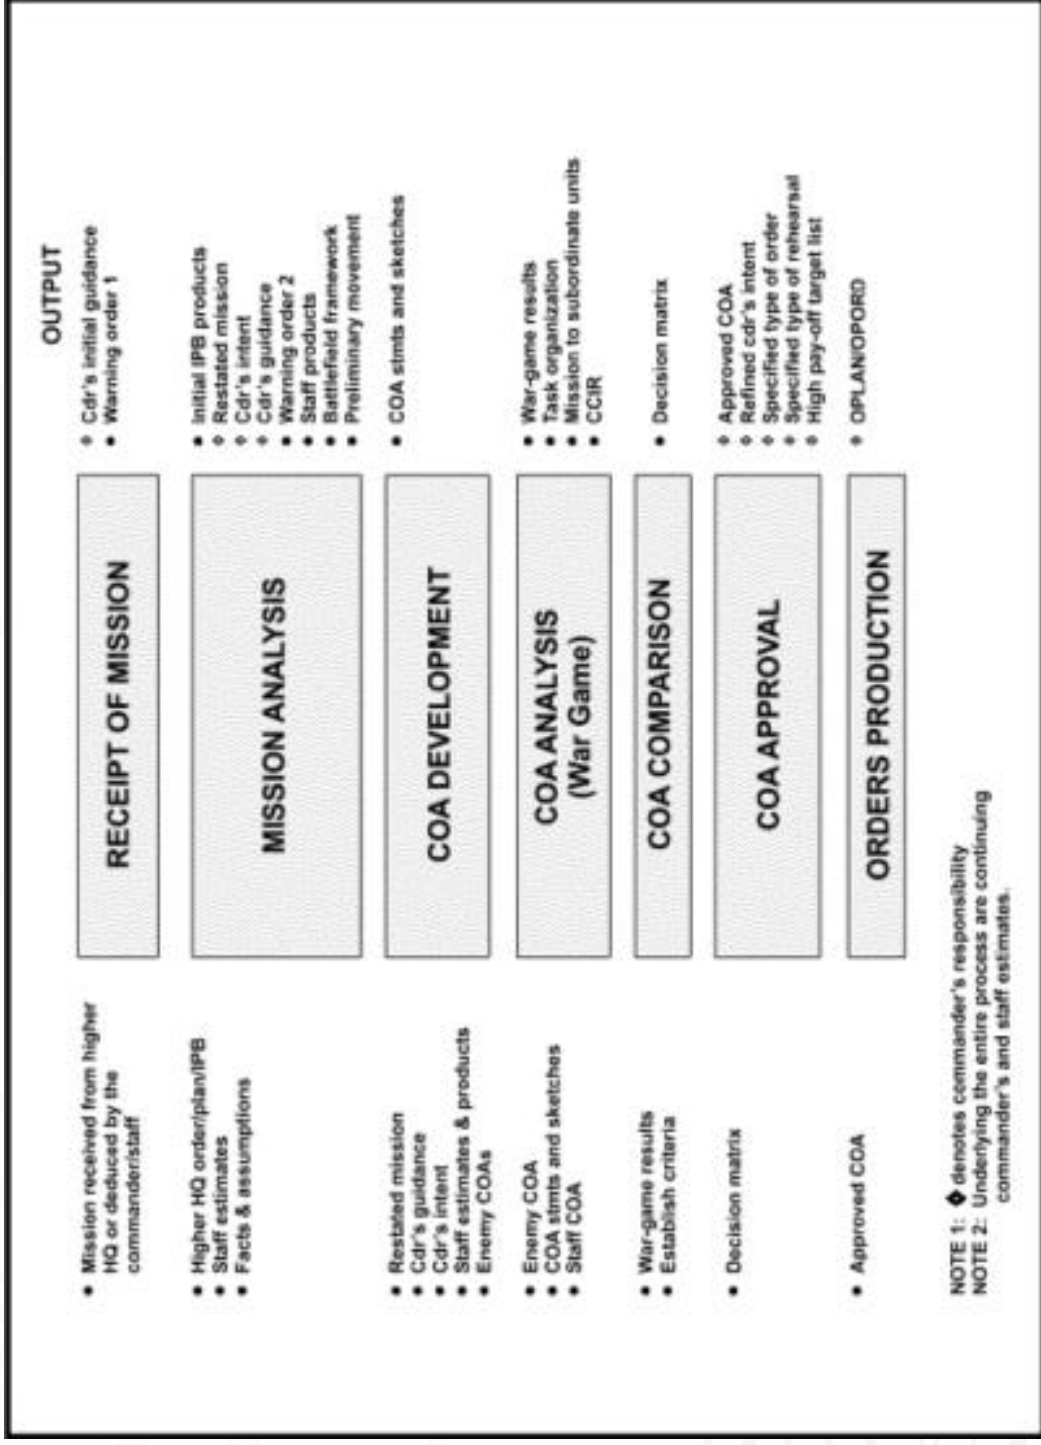 OUTPUT
● Mission received from higher
HQ or deduced by the
commander/staff
RECEIPT OF MISSION
❖ Cdr's initial guidance
● Warning order 1
● Higher HQ order/plan/IPB
● Staff estimates
● Facts & assumptions
MISSION ANALYSIS
● Initial IPB products
❖ Restated mission
❖ Cdr's intent
❖ Cdr's guidance
● Warning order 2
● Staff products
● Battlefield framework
● Preliminary movement
● Restated mission
● Cdr's guidance
● Cdr's intent
● Staff estimates & products
● Enemy COAs
COA DEVELOPMENT
● COA stmts and sketches
● Enemy COA
● COA stmts and sketches
● Staff COA
COA ANALYSIS
(War Game)
● War-game results
● Task organization
● Mission to subordinate units
● CCIR
● War-game results
● Establish criteria
COA COMPARISON
● Decision matrix
● Decision matrix
COA APPROVAL
❖ Approved COA
❖ Refined cdr's intent
❖ Specified type of order
❖ Specified type of rehearsal
❖ High pay-off target list
● Approved COA
ORDERS PRODUCTION
❖ OPLAN/OPORD
NOTE 1: ❖ denotes commander's responsibility
NOTE 2: Underlying the entire process are continuing
commander's and staff estimates.